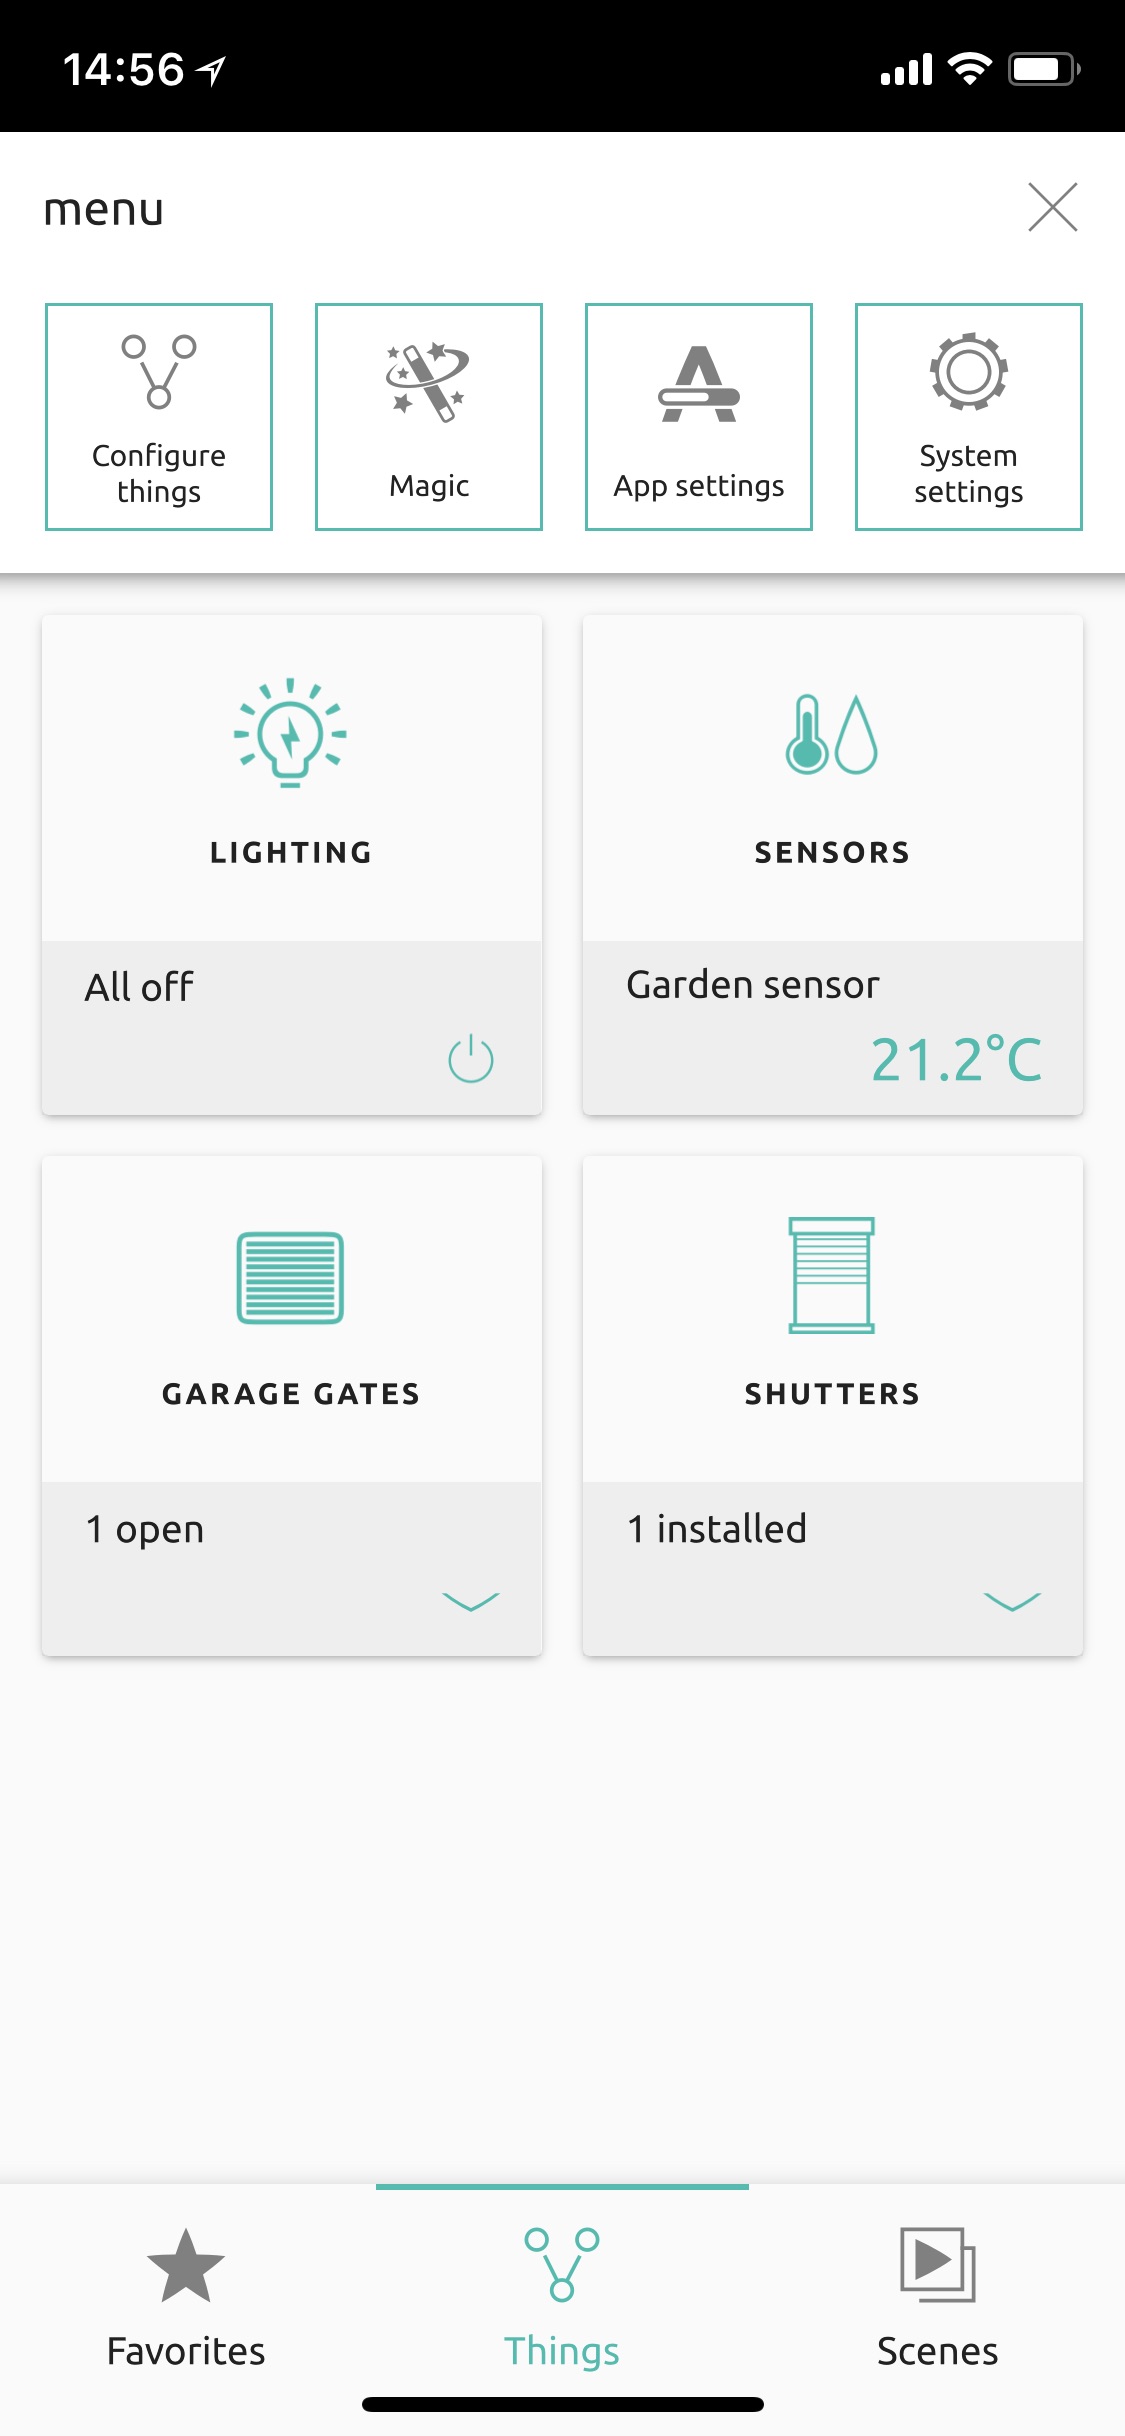 14:56
menu
Configure
things
Magic
App settings
System
settings
LIGHTING
SENSORS
All off
Garden sensor
21.2°C
GARAGE GATES
SHUTTERS
1 open
1 installed
Favorites
Things
Scenes